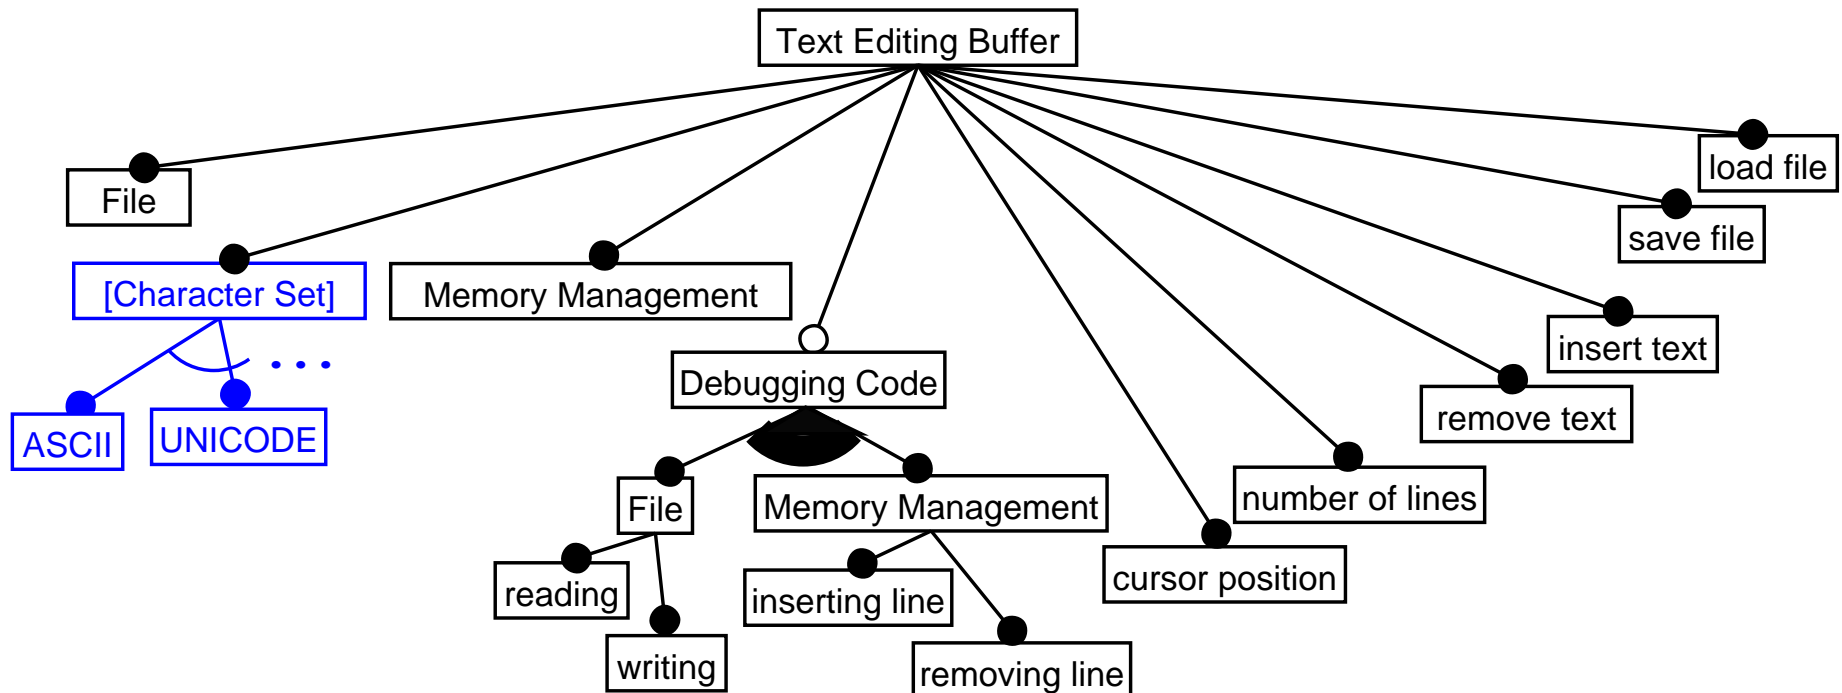 Text Editing Buffer
load file
File
save file
[Character Set]
Memory Management
insert text
Debugging Code
remove text
ASCII
UNICODE
number of lines
File
Memory Management
cursor position
reading
inserting line
writing
removing line